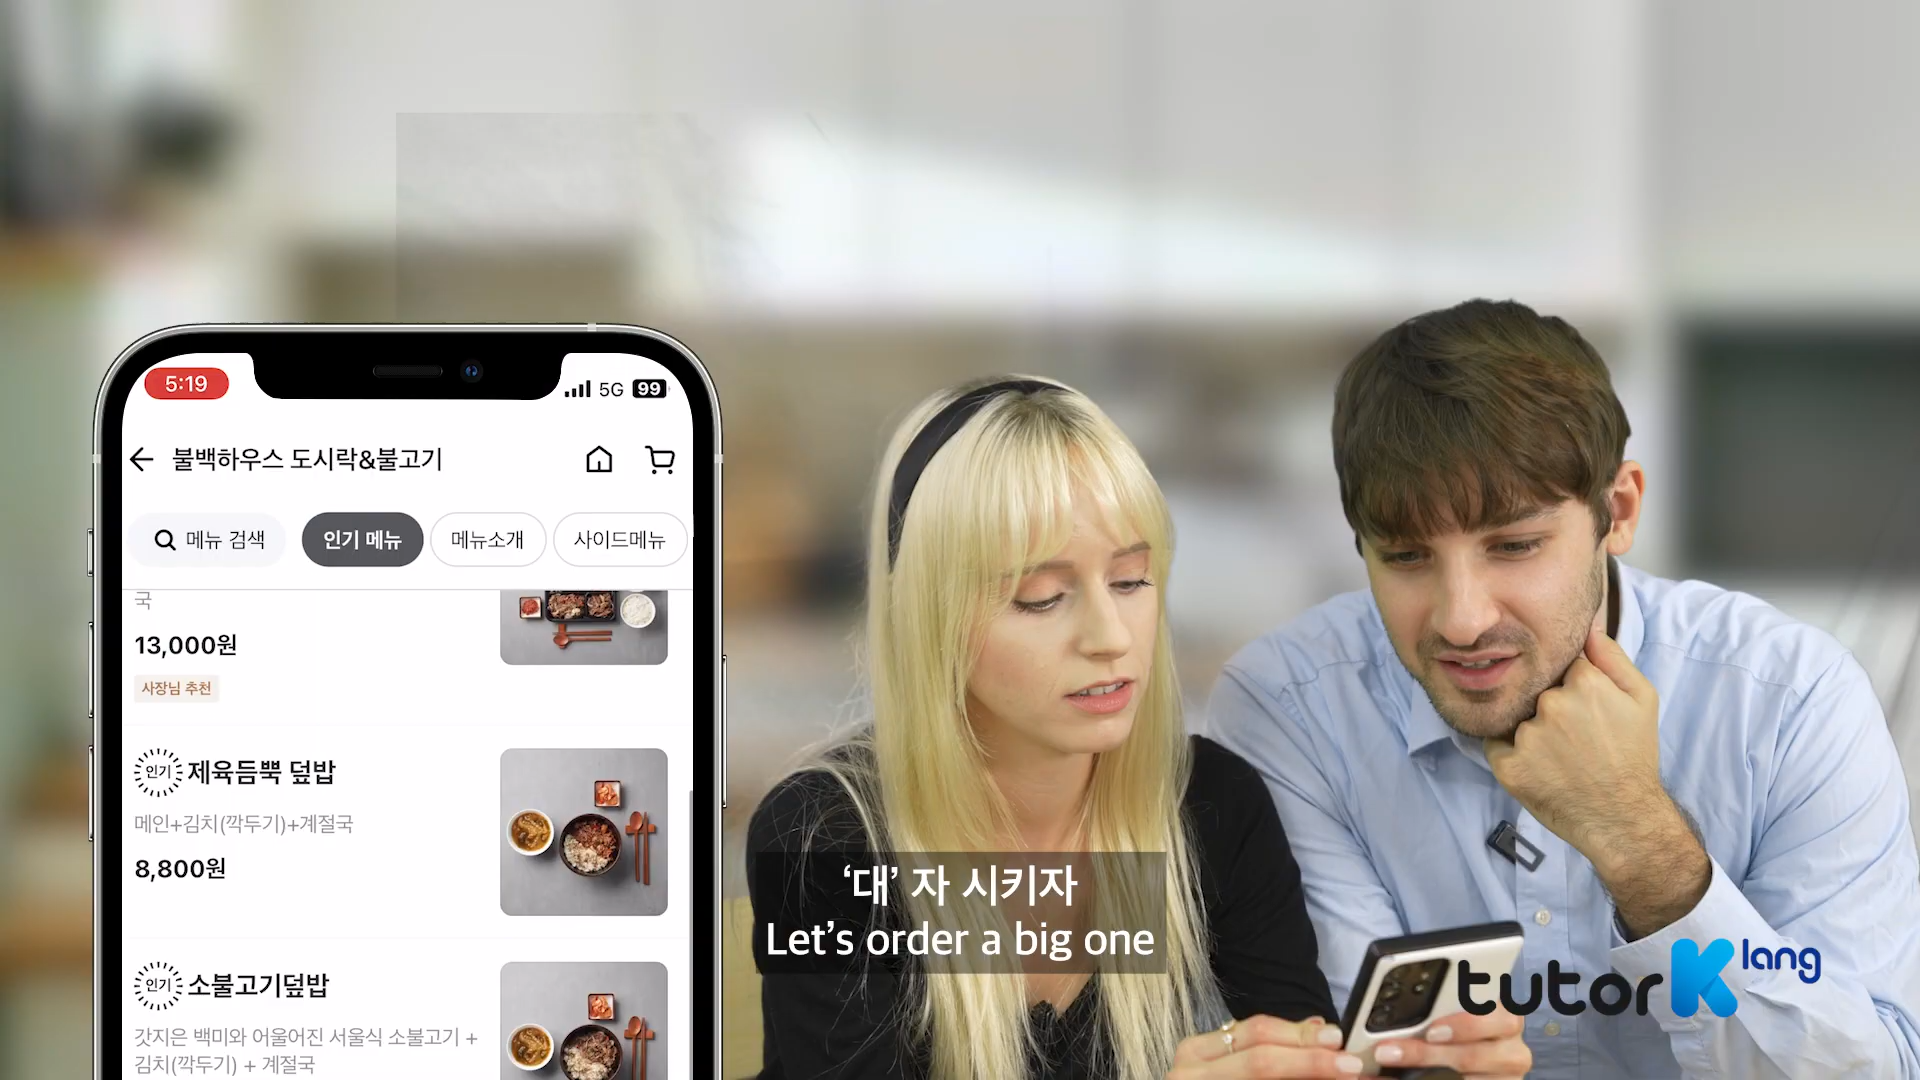 5:19
5G 99
불백하우스 도시락&불고기
메뉴 검색
인기 메뉴
메뉴소개
사이드메뉴
국
13,000원
사장님 추천
인기 제육듬뿍 덮밥
메인+김치(깍두기)+계절국
8,800원
인기 소불고기덮밥
갓지은 백미와 어울어진 서울식 소불고기 +
김치(깍두기) + 계절국
‘대’ 자 시키자
Let’s order a big one
tutorK lang